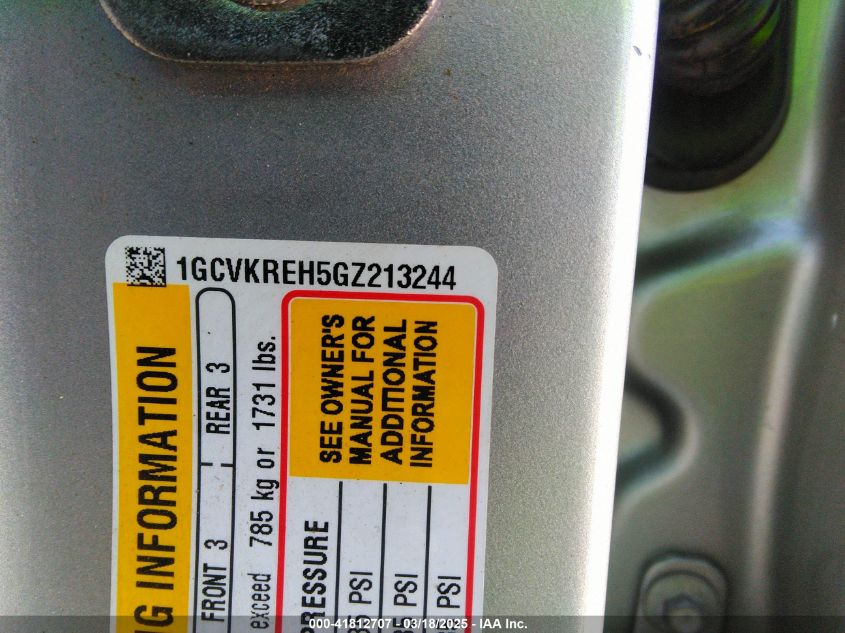 1GCVKREH5GZ213244
INFORMATION
FRONT 3
REAR 3
exceed 785 kg or 1731 lbs.
SEE OWNER'S
MANUAL FOR
ADDITIONAL
INFORMATION
PRESSURE
PSI
PSI
PSI
000-41812707 - 03/18/2025 - IAA Inc.